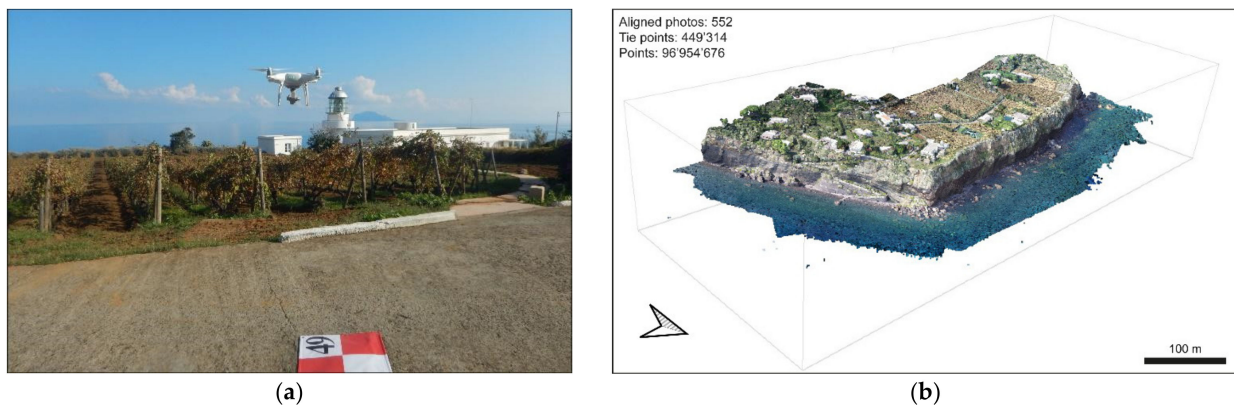 Aligned photos: 552
Tie points: 449'314
Points: 96'954'676
49
100 m
(a)
(b)